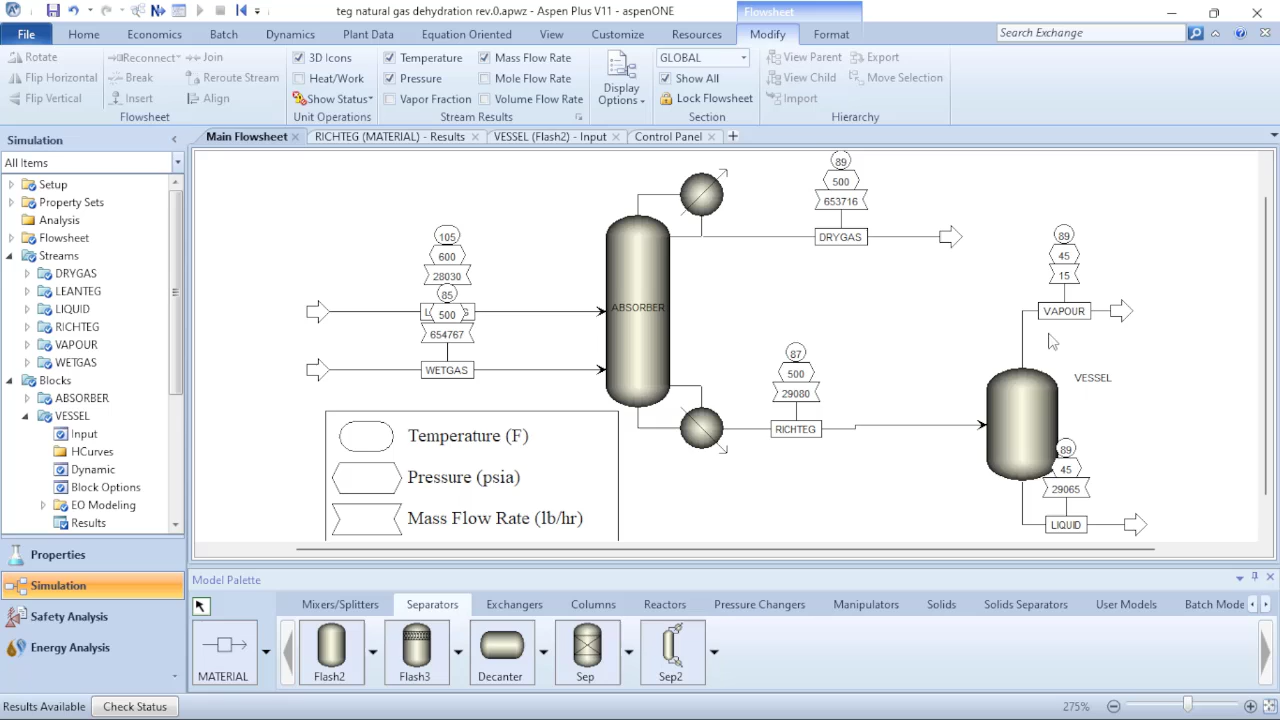 teg natural gas dehydration rev.0.apwz - Aspen Plus V11 - aspenONE
Flowsheet
File Home Economics Batch Dynamics Plant Data Equation Oriented View Customize Resources Modify Format Search Exchange
Rotate Reconnect Join
Flip Horizontal Break Reroute Stream
Flip Vertical Insert Align
Flowsheet
3D Icons
Heat/Work
Show Status
Unit Operations
Temperature Mass Flow Rate
Pressure Mole Flow Rate
Vapor Fraction Volume Flow Rate
Stream Results
Display
Options
GLOBAL
Show All
Lock Flowsheet
Section
View Parent Export
View Child Move Selection
Import
Hierarchy
Simulation
All Items
Setup
Property Sets
Analysis
Flowsheet
Streams
DRYGAS
LEANTEG
LIQUID
RICHTEG
VAPOUR
WETGAS
Blocks
ABSORBER
VESSEL
Input
HCurves
Dynamic
Block Options
EO Modeling
Results
Properties
Simulation
Safety Analysis
Energy Analysis
Main Flowsheet RICHTEG (MATERIAL) - Results VESSEL (Flash2) - Input Control Panel
89
500
653716
DRYGAS
105
600
28030
85
500
654767
WETGAS
ABSORBER
87
500
29080
RICHTEG
89
45
15
VAPOUR
VESSEL
89
45
29065
LIQUID
Temperature (F)
Pressure (psia)
Mass Flow Rate (lb/hr)
Model Palette
Mixers/Splitters Separators Exchangers Columns Reactors Pressure Changers Manipulators Solids Solids Separators User Models Batch Mode
MATERIAL Flash2 Flash3 Decanter Sep Sep2
Results Available Check Status 275%